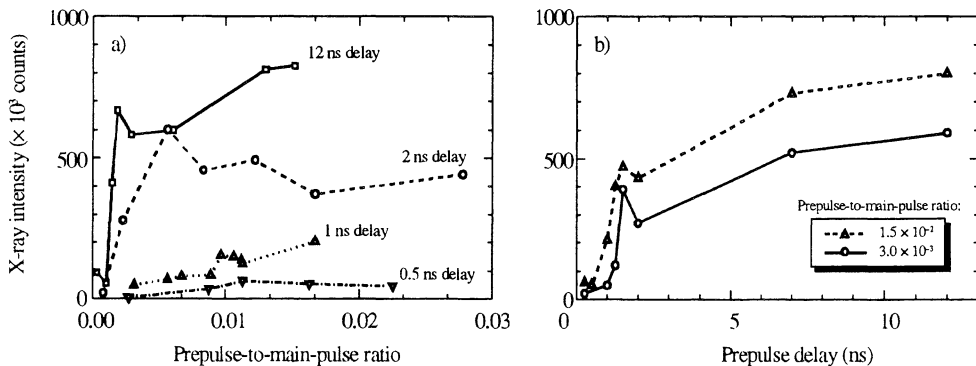 X-ray intensity (× 10³ counts)
1000
500
0
a)
12 ns delay
2 ns delay
1 ns delay
0.5 ns delay
0.00
0.01
0.02
0.03
Prepulse-to-main-pulse ratio
1000
500
0
b)
Prepulse-to-main-pulse ratio:
1.5 × 10⁻²
3.0 × 10⁻³
0
5
10
Prepulse delay (ns)